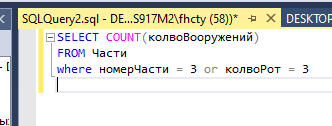 SQLQuery2.sql - DE...S917M2\fhcty (58))*
DESKTOP
SELECT COUNT(колвоВооружений)
FROM Части
where номерЧасти = 3 or колвоРот = 3